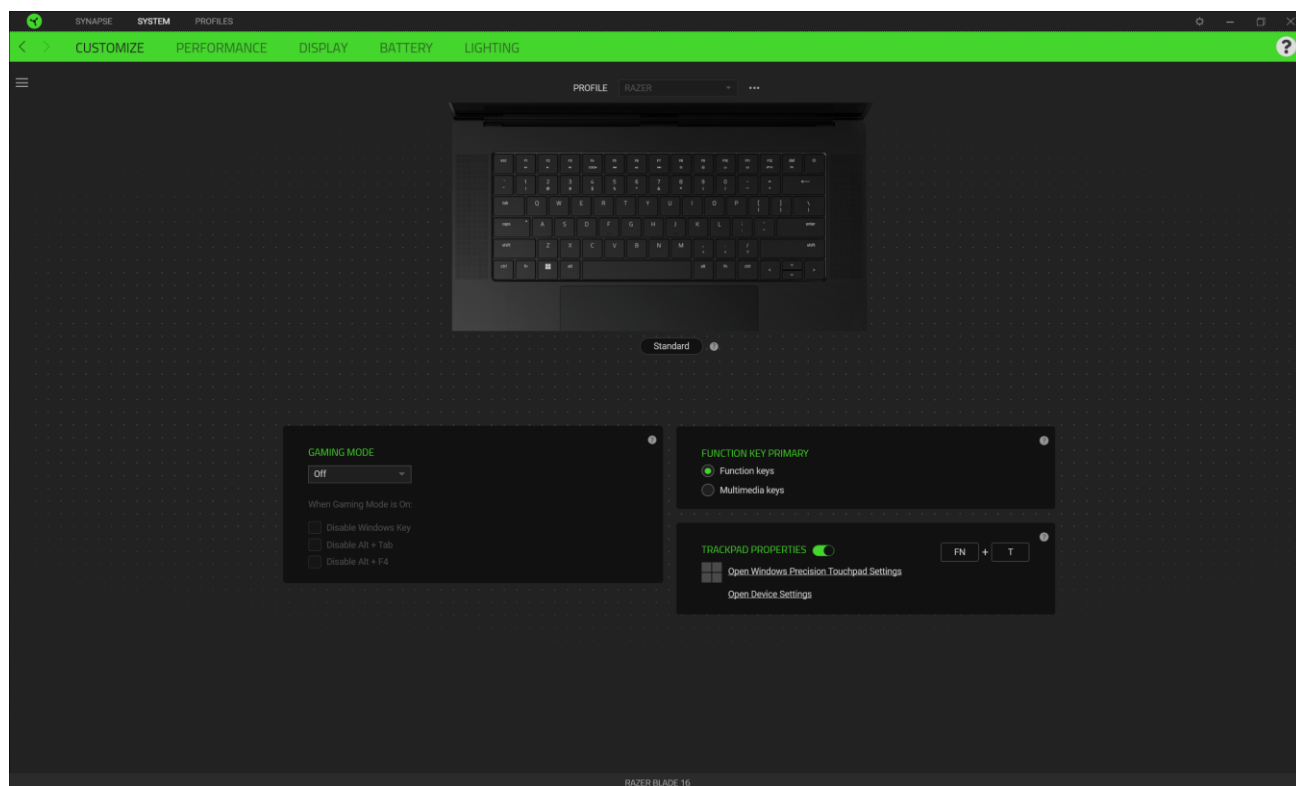 SYNAPSE SYSTEM PROFILES
CUSTOMIZE PERFORMANCE DISPLAY BATTERY LIGHTING ?
PROFILE RAZER
Q W E R T Y U I O P
A S D F G H J K L
Z X C V B N M
Standard ?
GAMING MODE ?
Off
When Gaming Mode is On:
Disable Windows Key
Disable Alt + Tab
Disable Alt + F4
FUNCTION KEY PRIMARY ?
Function keys
Multimedia keys
TRACKPAD PROPERTIES FN + T ?
Open Windows Precision Touchpad Settings
Open Device Settings
RAZER BLADE 16